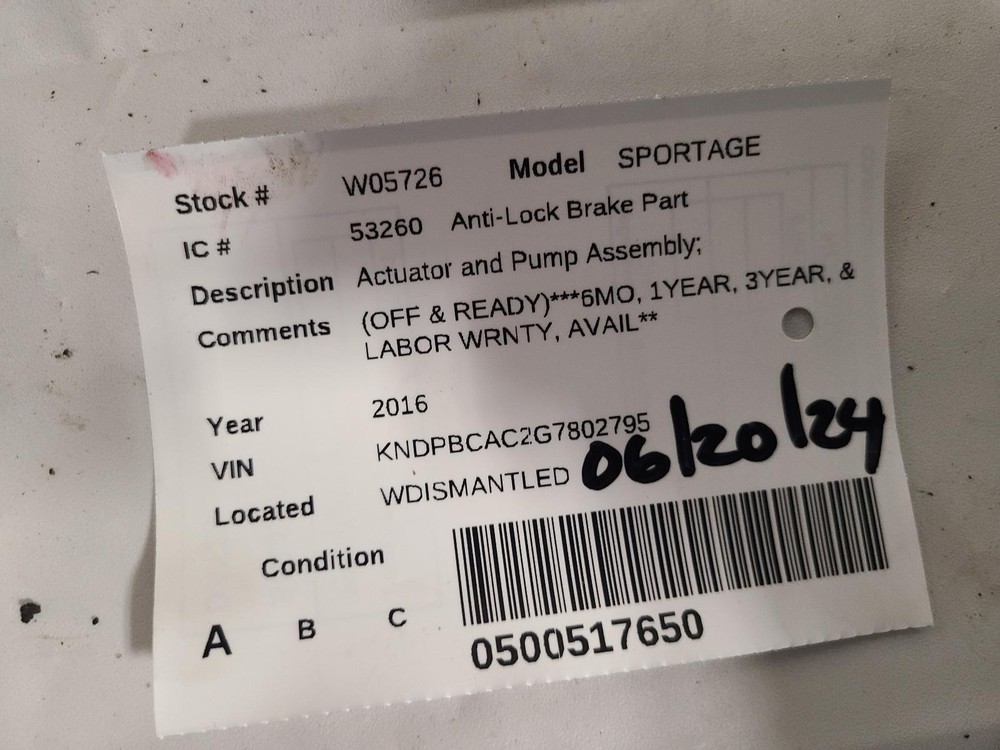 Stock # W05726 Model SPORTAGE
IC # 53260 Anti-Lock Brake Part
Description Actuator and Pump Assembly;
Comments (OFF & READY)***6MO, 1YEAR, 3YEAR, &
LABOR WRNTY, AVAIL**
Year 2016
VIN KNDPBCAC2G7802795
Located WDISMANTLED 06/20/24
Condition
A B C
0500517650